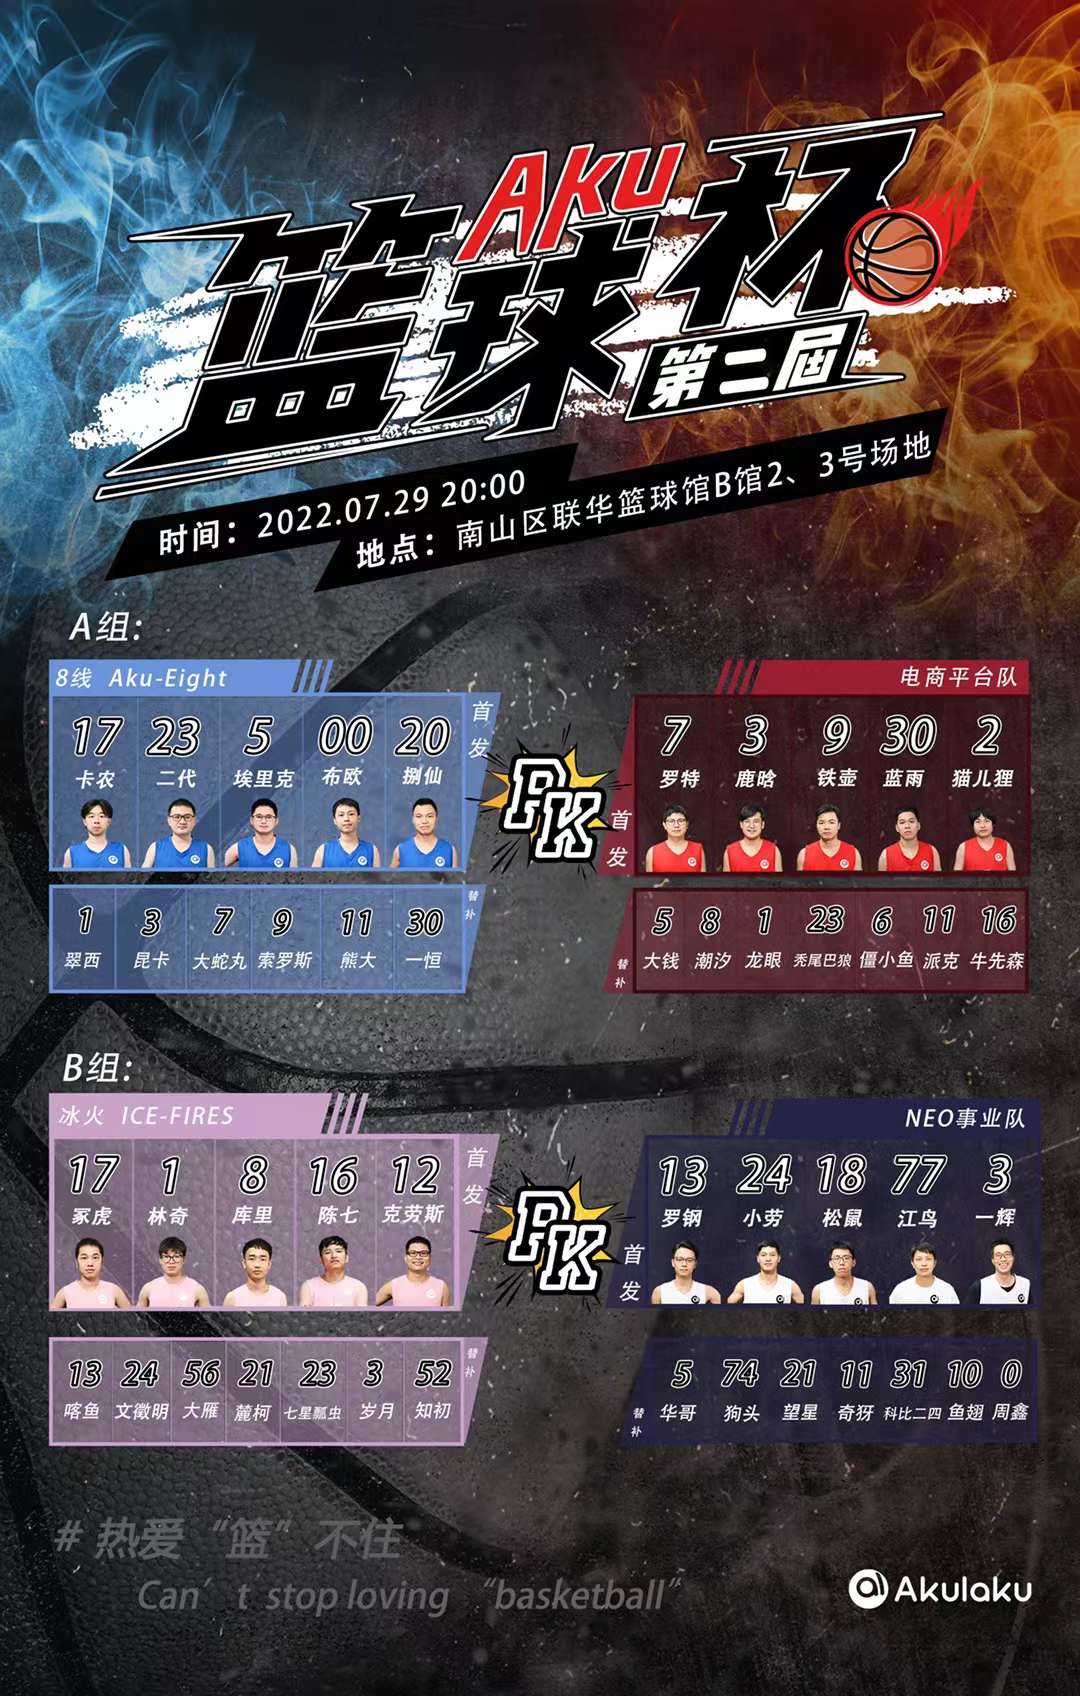 Aku
篮球杯
第二届
时间：2022.07.29 20:00
地点：南山区联华篮球馆B馆2、3号场地
A组:
8线 Aku-Eight
17 23 5 00 20
卡农 二代 埃里克 布欧 捌仙
首发
1 3 7 9 11 30
翠西 昆卡 大蛇丸 索罗斯 熊大 一恒
替补
PK
电商平台队
7 3 9 30 2
罗特 鹿晗 铁壶 蓝雨 猫儿狸
首发
5 8 1 23 6 11 16
大钱 潮汐 龙眼 秃尾巴狼 僵小鱼 派克 牛先森
替补
B组:
冰火 ICE-FIRES
17 1 8 16 12
冢虎 林奇 库里 陈七 克劳斯
首发
13 24 56 21 23 3 52
喀鱼 文徵明 大雁 麓柯 七星瓢虫 岁月 知初
替补
PK
NEO事业队
13 24 18 77 3
罗钢 小劳 松鼠 江鸟 一辉
首发
5 74 21 11 31 10 0
华哥 狗头 望星 奇犽 科比二四 鱼翅 周鑫
替补
# 热爱“篮”不住
Can't stop loving “basketball”
Akulaku